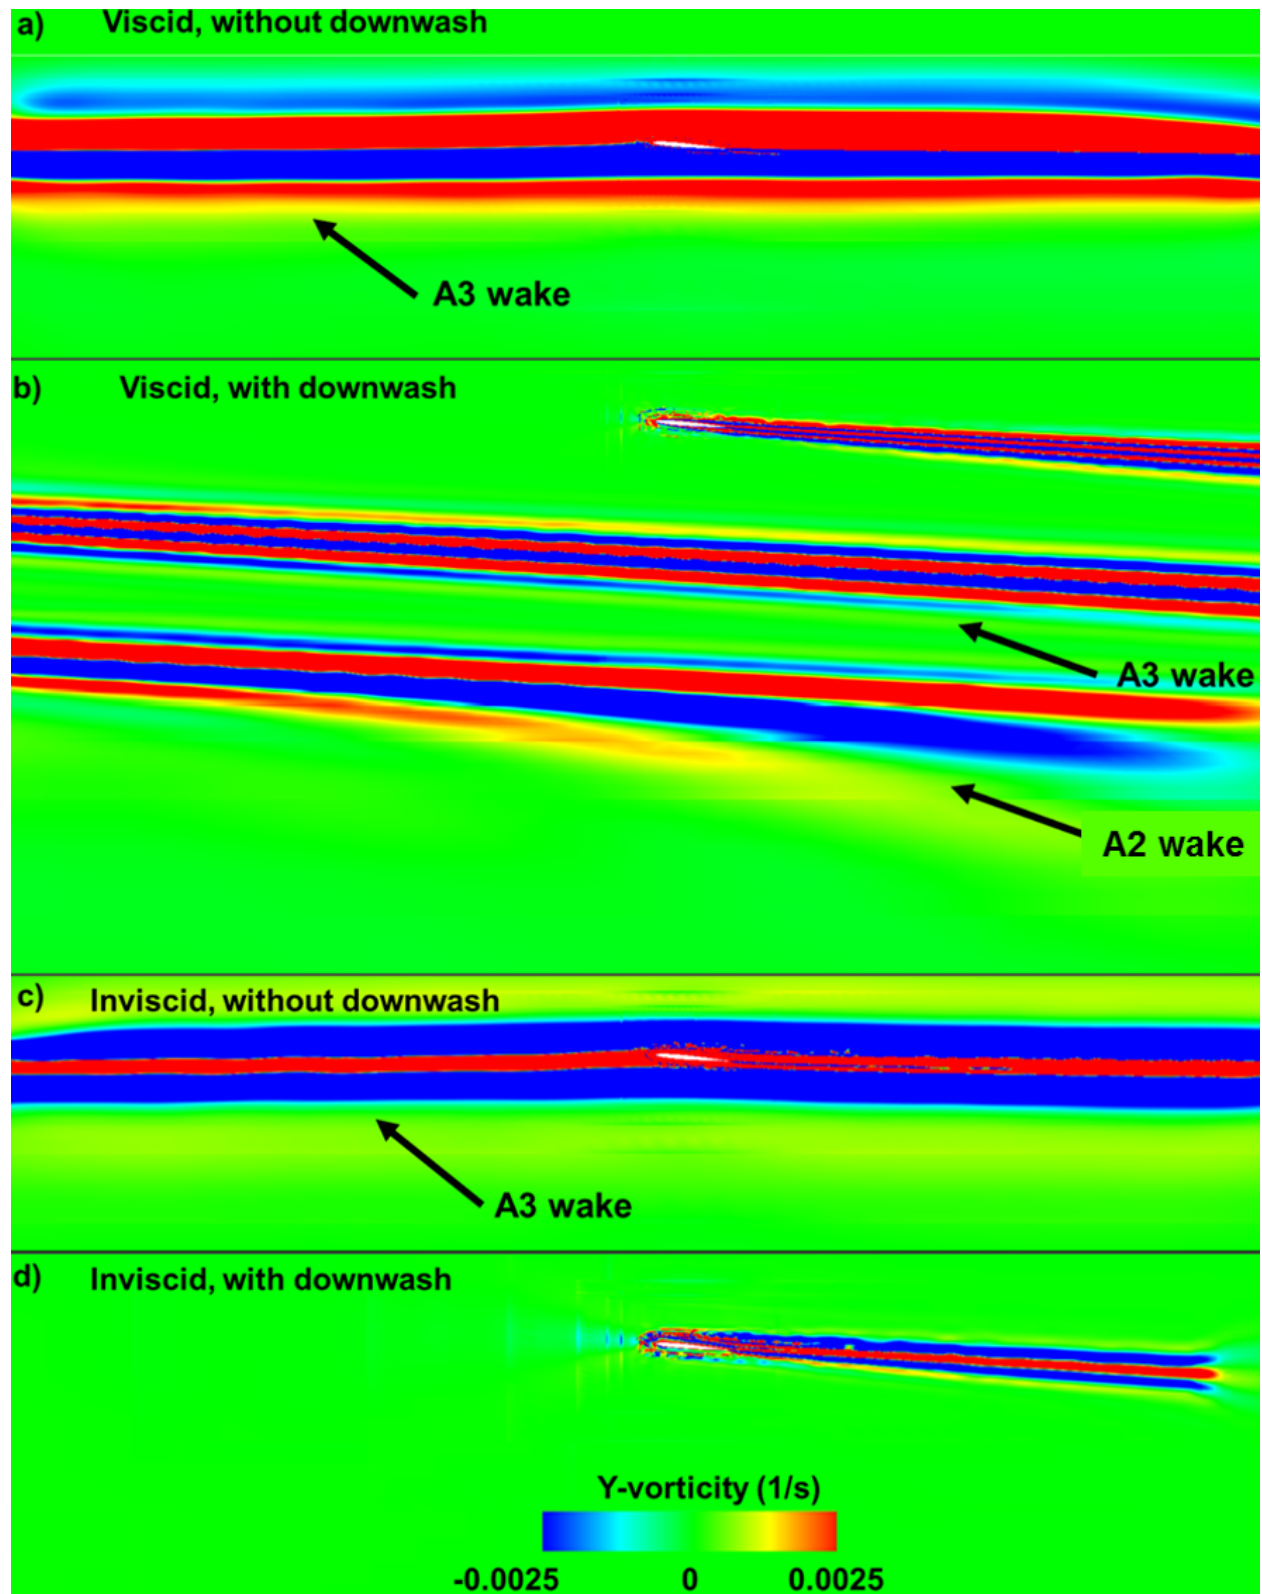 a) Viscid, without downwash
A3 wake
b) Viscid, with downwash
A3 wake
A2 wake
c) Inviscid, without downwash
A3 wake
d) Inviscid, with downwash
Y-vorticity (1/s)
-0.0025 0 0.0025